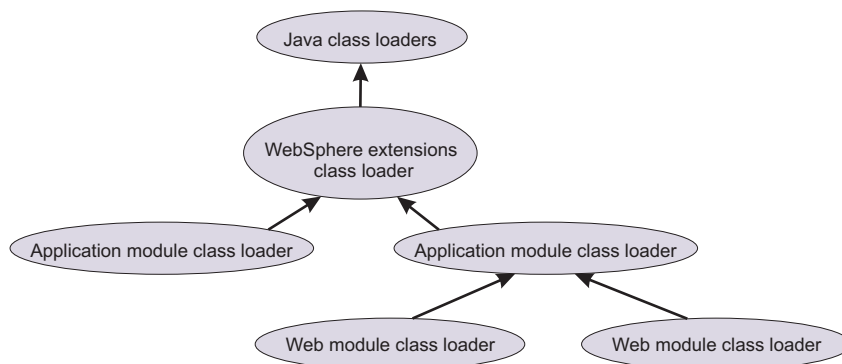 Java class loaders
WebSphere extensions
class loader
Application module class loader
Application module class loader
Web module class loader
Web module class loader